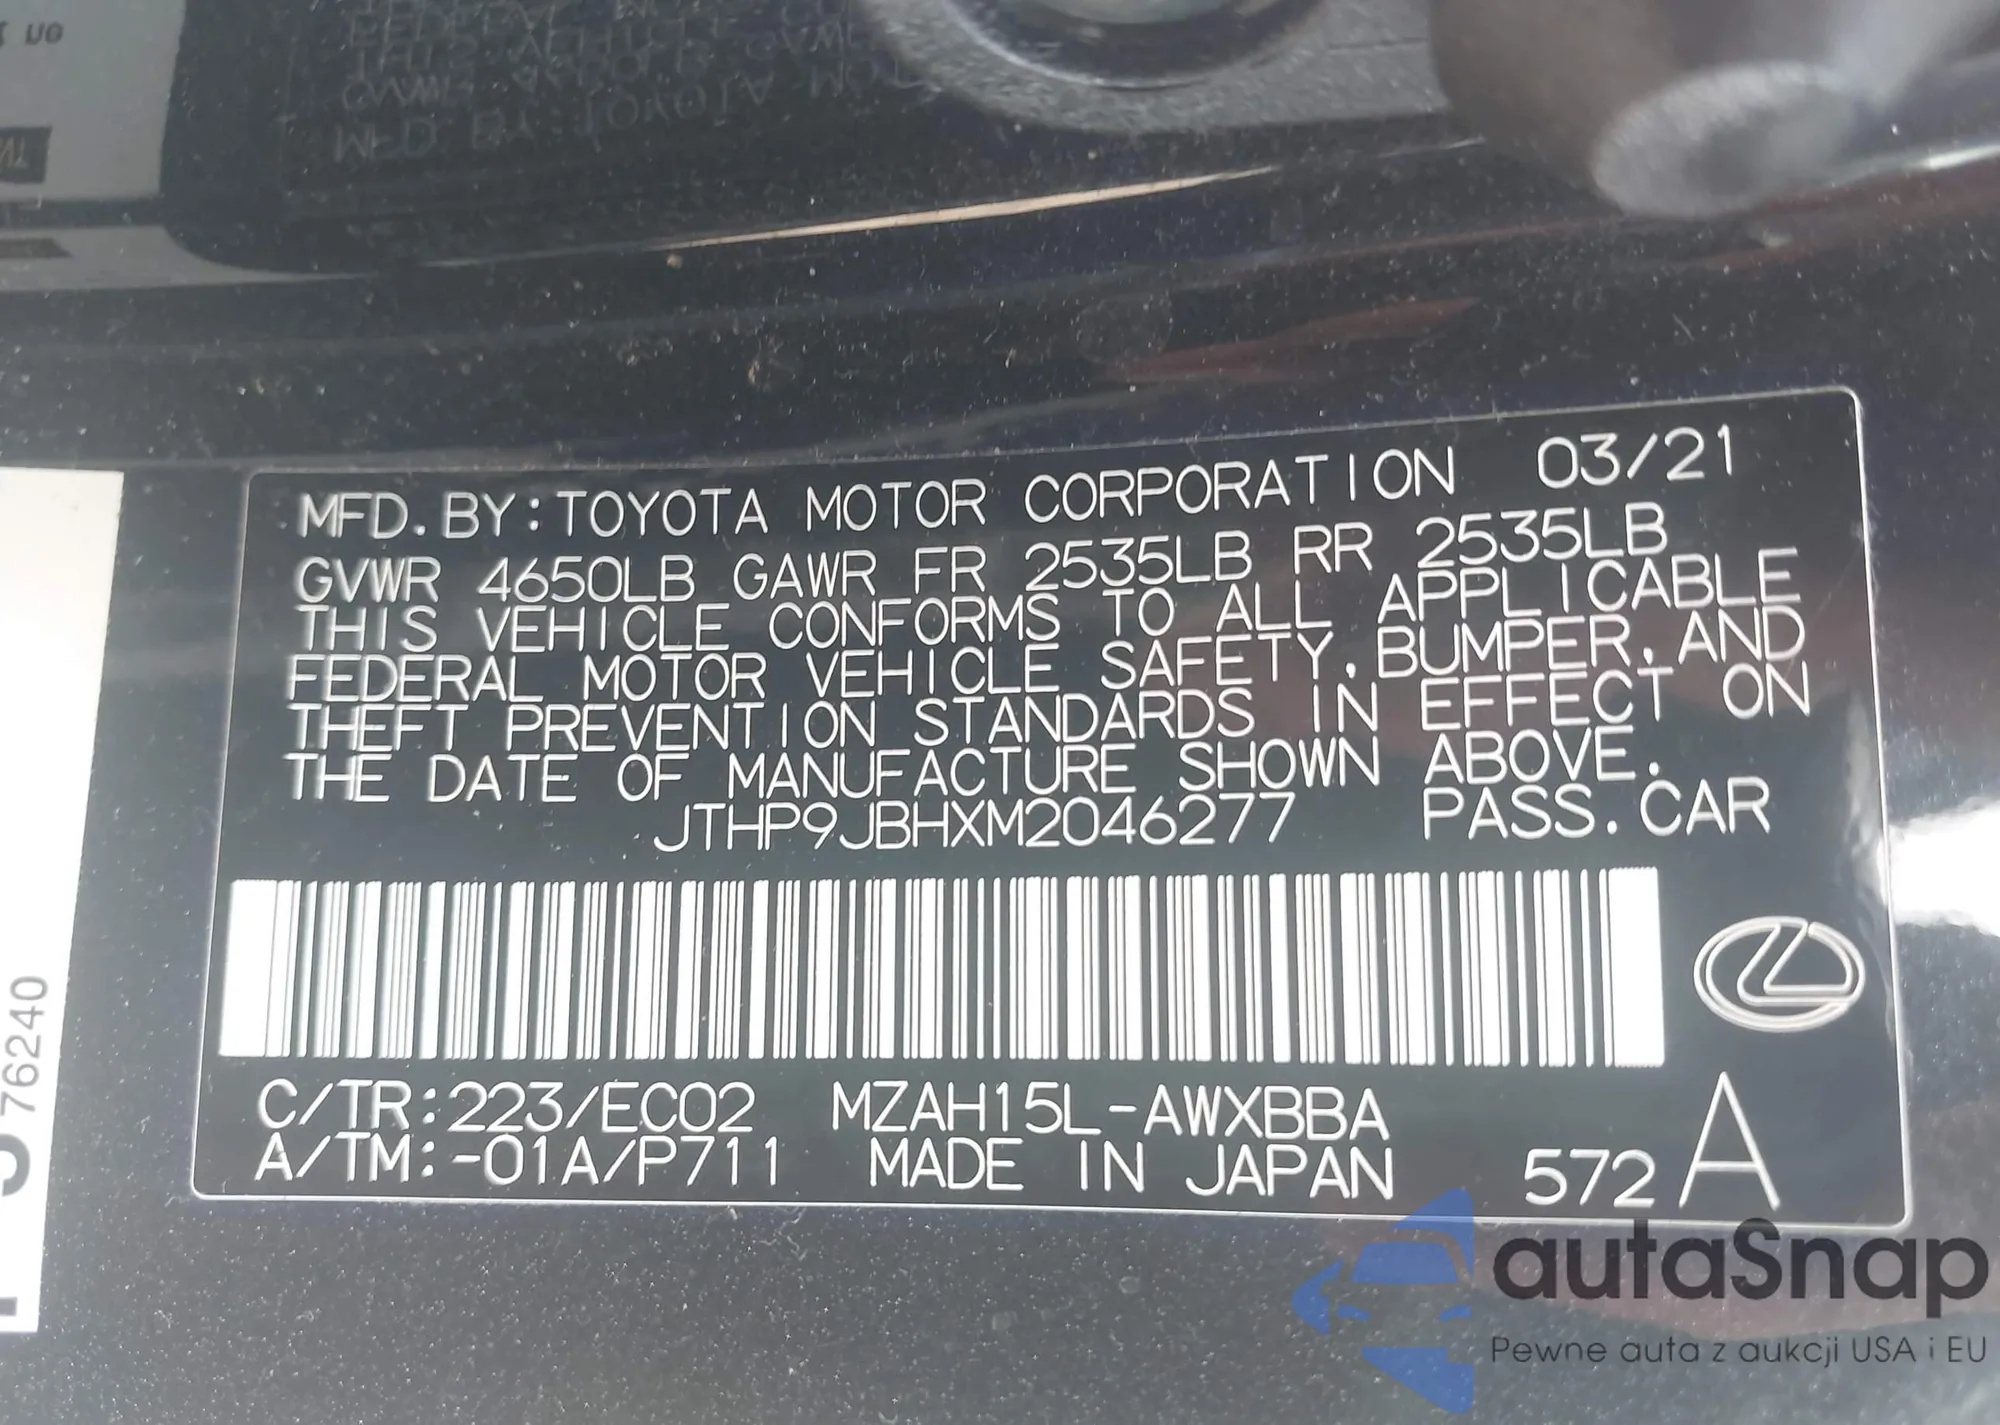 MFD. BY: TOYOTA MOTOR CORPORATION 03/21
GVWR 4650LB GAWR FR 2535LB RR 2535LB
THIS VEHICLE CONFORMS TO ALL APPLICABLE
FEDERAL MOTOR VEHICLE SAFETY, BUMPER, AND
THEFT PREVENTION STANDARDS IN EFFECT ON
THE DATE OF MANUFACTURE SHOWN ABOVE.
JTHP9JBHXM2046277 PASS. CAR
C/TR: 223/EC02 MZAH15L-AWXBBA
A/TM: -01A/P711 MADE IN JAPAN 572 A
76240
autaSnap
Pewne auta z aukcji USA i EU